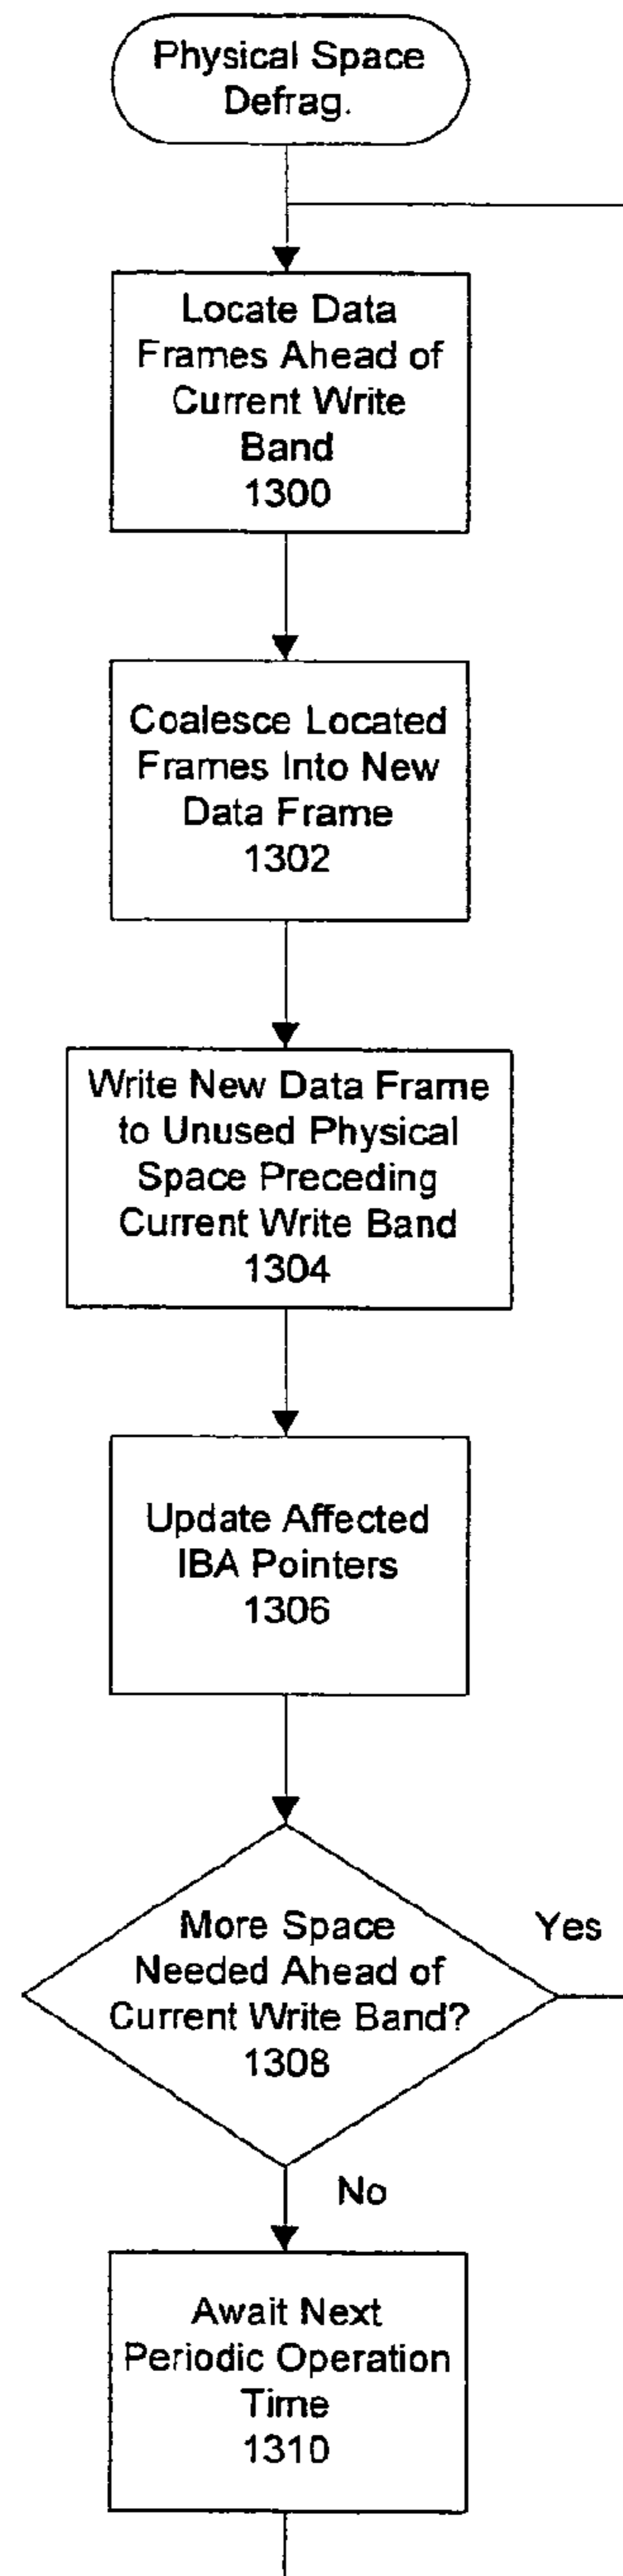 Physical Space
Defrag.
Locate Data
Frames Ahead of
Current Write
Band
1300
Coalesce Located
Frames Into New
Data Frame
1302
Write New Data Frame
to Unused Physical
Space Preceding
Current Write Band
1304
Update Affected
IBA Pointers
1306
More Space
Needed Ahead of
Current Write Band?
1308
Yes
No
Await Next
Periodic Operation
Time
1310